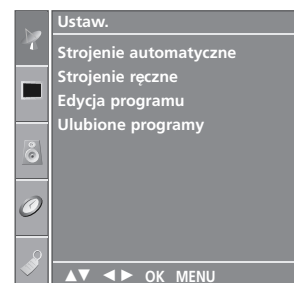 Ustaw.
Strojenie automatyczne
Strojenie ręczne
Edycja programu
Ulubione programy
▲▼ ◄► OK MENU